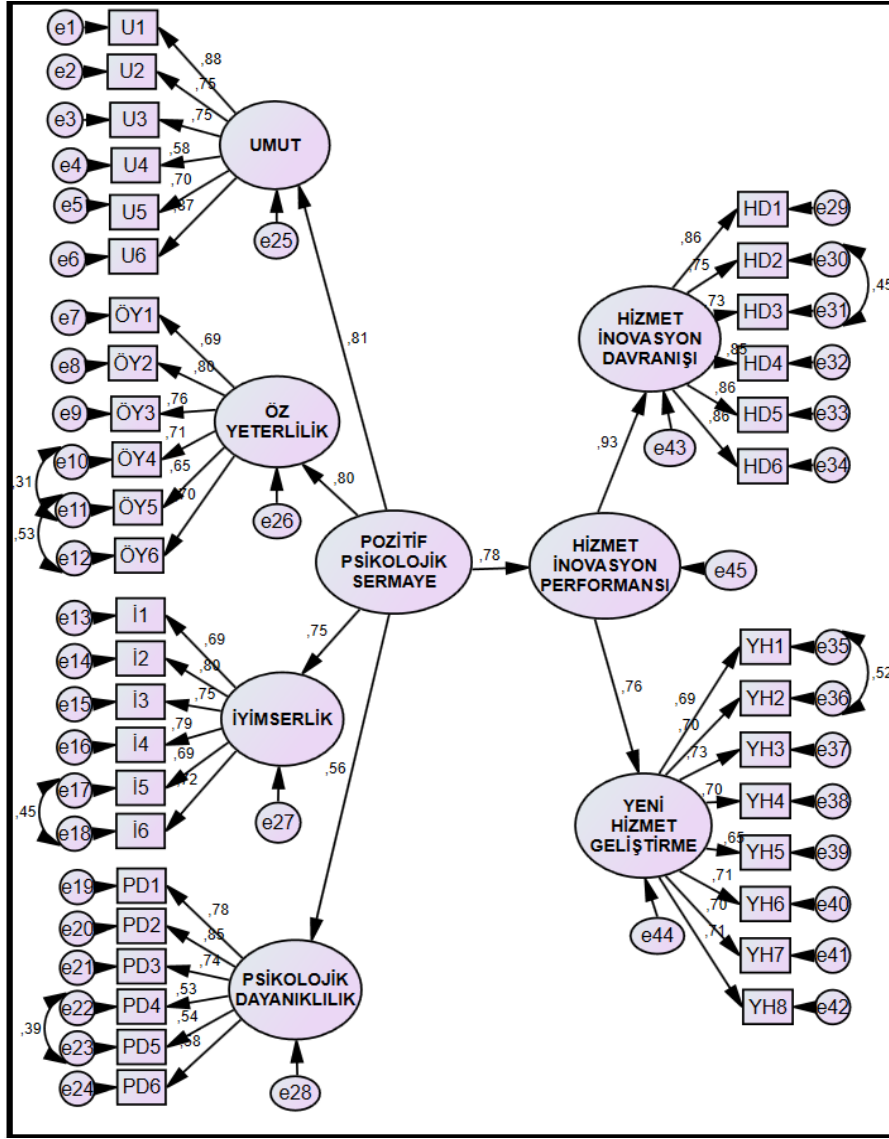 e1
U1
,88
e2
U2
,75
e3
U3
,75
e4
U4
,58
e5
U5
,70
e6
U6
UMUT
e25
,81
e7
ÖY1
,69
e8
ÖY2
,80
e9
ÖY3
,76
e10
ÖY4
,71
e11
ÖY5
,65
e12
ÖY6
,70
,31
,53
ÖZ
YETERLİLİK
e26
,80
e13
İ1
,69
e14
İ2
,80
e15
İ3
,75
e16
İ4
,79
e17
İ5
,69
e18
İ6
,72
,45
İYİMSERLİK
e27
,75
e19
PD1
,78
e20
PD2
,85
e21
PD3
,74
e22
PD4
,53
e23
PD5
,54
e24
PD6
,39
PSİKOLOJİK
DAYANIKLILIK
e28
,56
POZİTİF
PSİKOLOJİK
SERMAYE
,78
HİZMET
İNOVASYON
PERFORMANSI
e45
,93
HİZMET
İNOVASYON
DAVRANIŞI
e43
,86
HD1
e29
,75
HD2
e30
,73
HD3
e31
,85
HD4
e32
,86
HD5
e33
,86
HD6
e34
,45
,76
YENİ
HİZMET
GELİŞTİRME
e44
,69
YH1
e35
,70
YH2
e36
,73
YH3
e37
,70
YH4
e38
,65
YH5
e39
,71
YH6
e40
,70
YH7
e41
,71
YH8
e42
,52